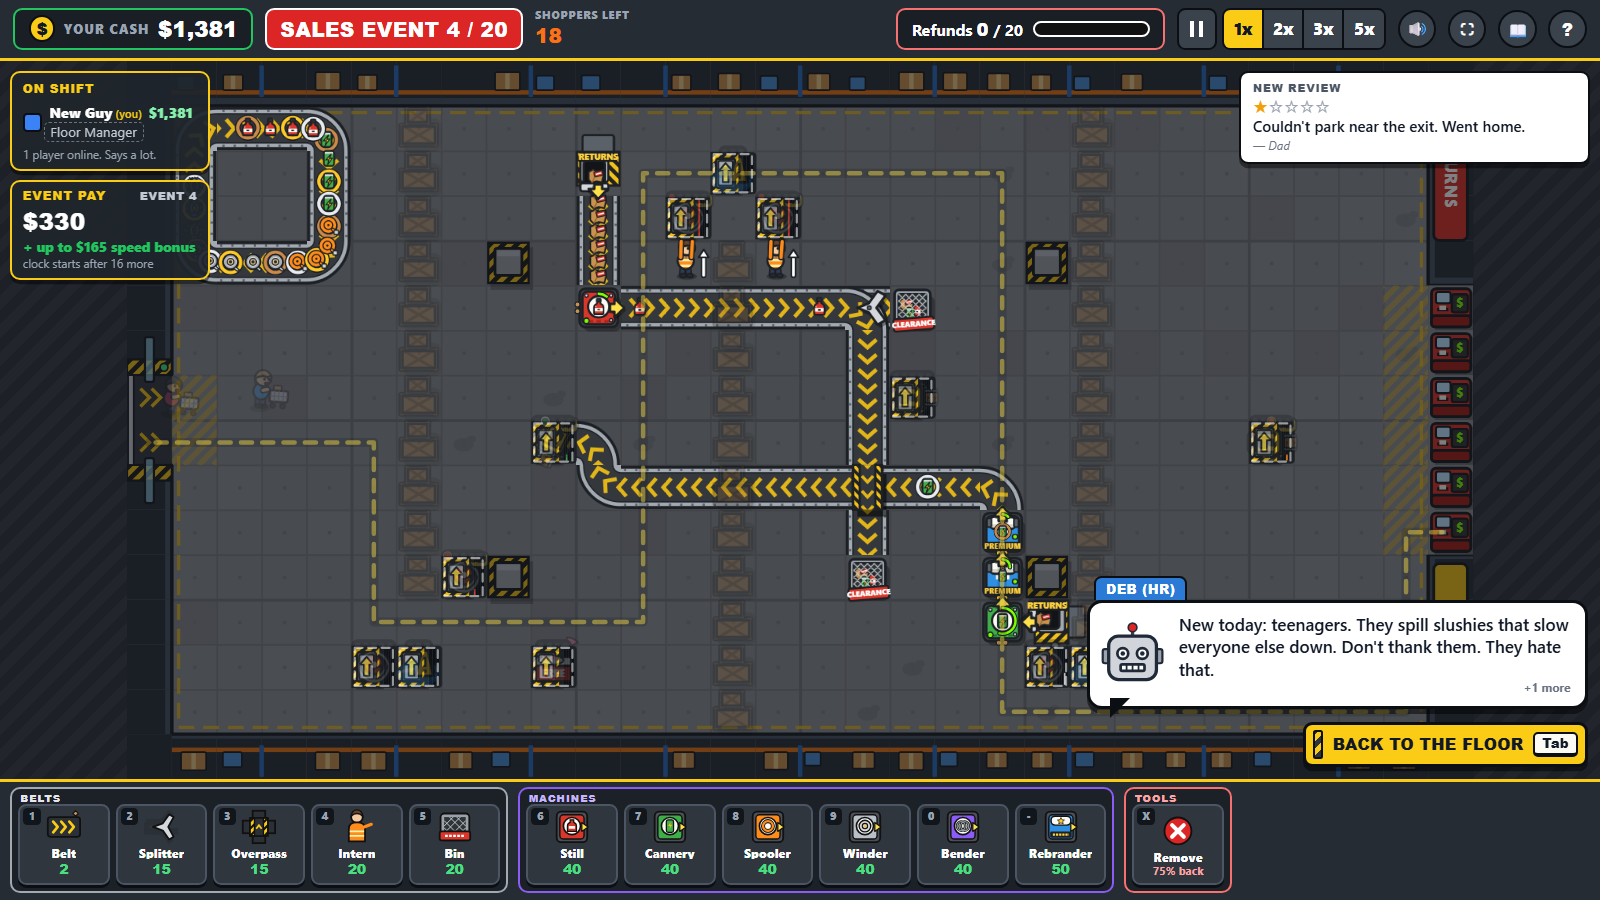 YOUR CASH $1,381
SALES EVENT 4 / 20
SHOPPERS LEFT
18
Refunds 0 / 20
1x 2x 3x 5x
?
ON SHIFT
New Guy (you) $1,381
Floor Manager
1 player online. Says a lot.
EVENT PAY EVENT 4
$330
+ up to $165 speed bonus
clock starts after 16 more
NEW REVIEW
Couldn't park near the exit. Went home.
— Dad
RETURNS
URNS
CLEARANCE
CLEARANCE
PREMIUM
PREMIUM
RETURNS
DEB (HR)
New today: teenagers. They spill slushies that slow
everyone else down. Don't thank them. They hate
that.
+1 more
BACK TO THE FLOOR Tab
BELTS
1 Belt 2
2 Splitter 15
3 Overpass 15
4 Intern 20
5 Bin 20
MACHINES
6 Still 40
7 Cannery 40
8 Spooler 40
9 Winder 40
0 Bender 40
- Rebrander 50
TOOLS
X Remove
75% back